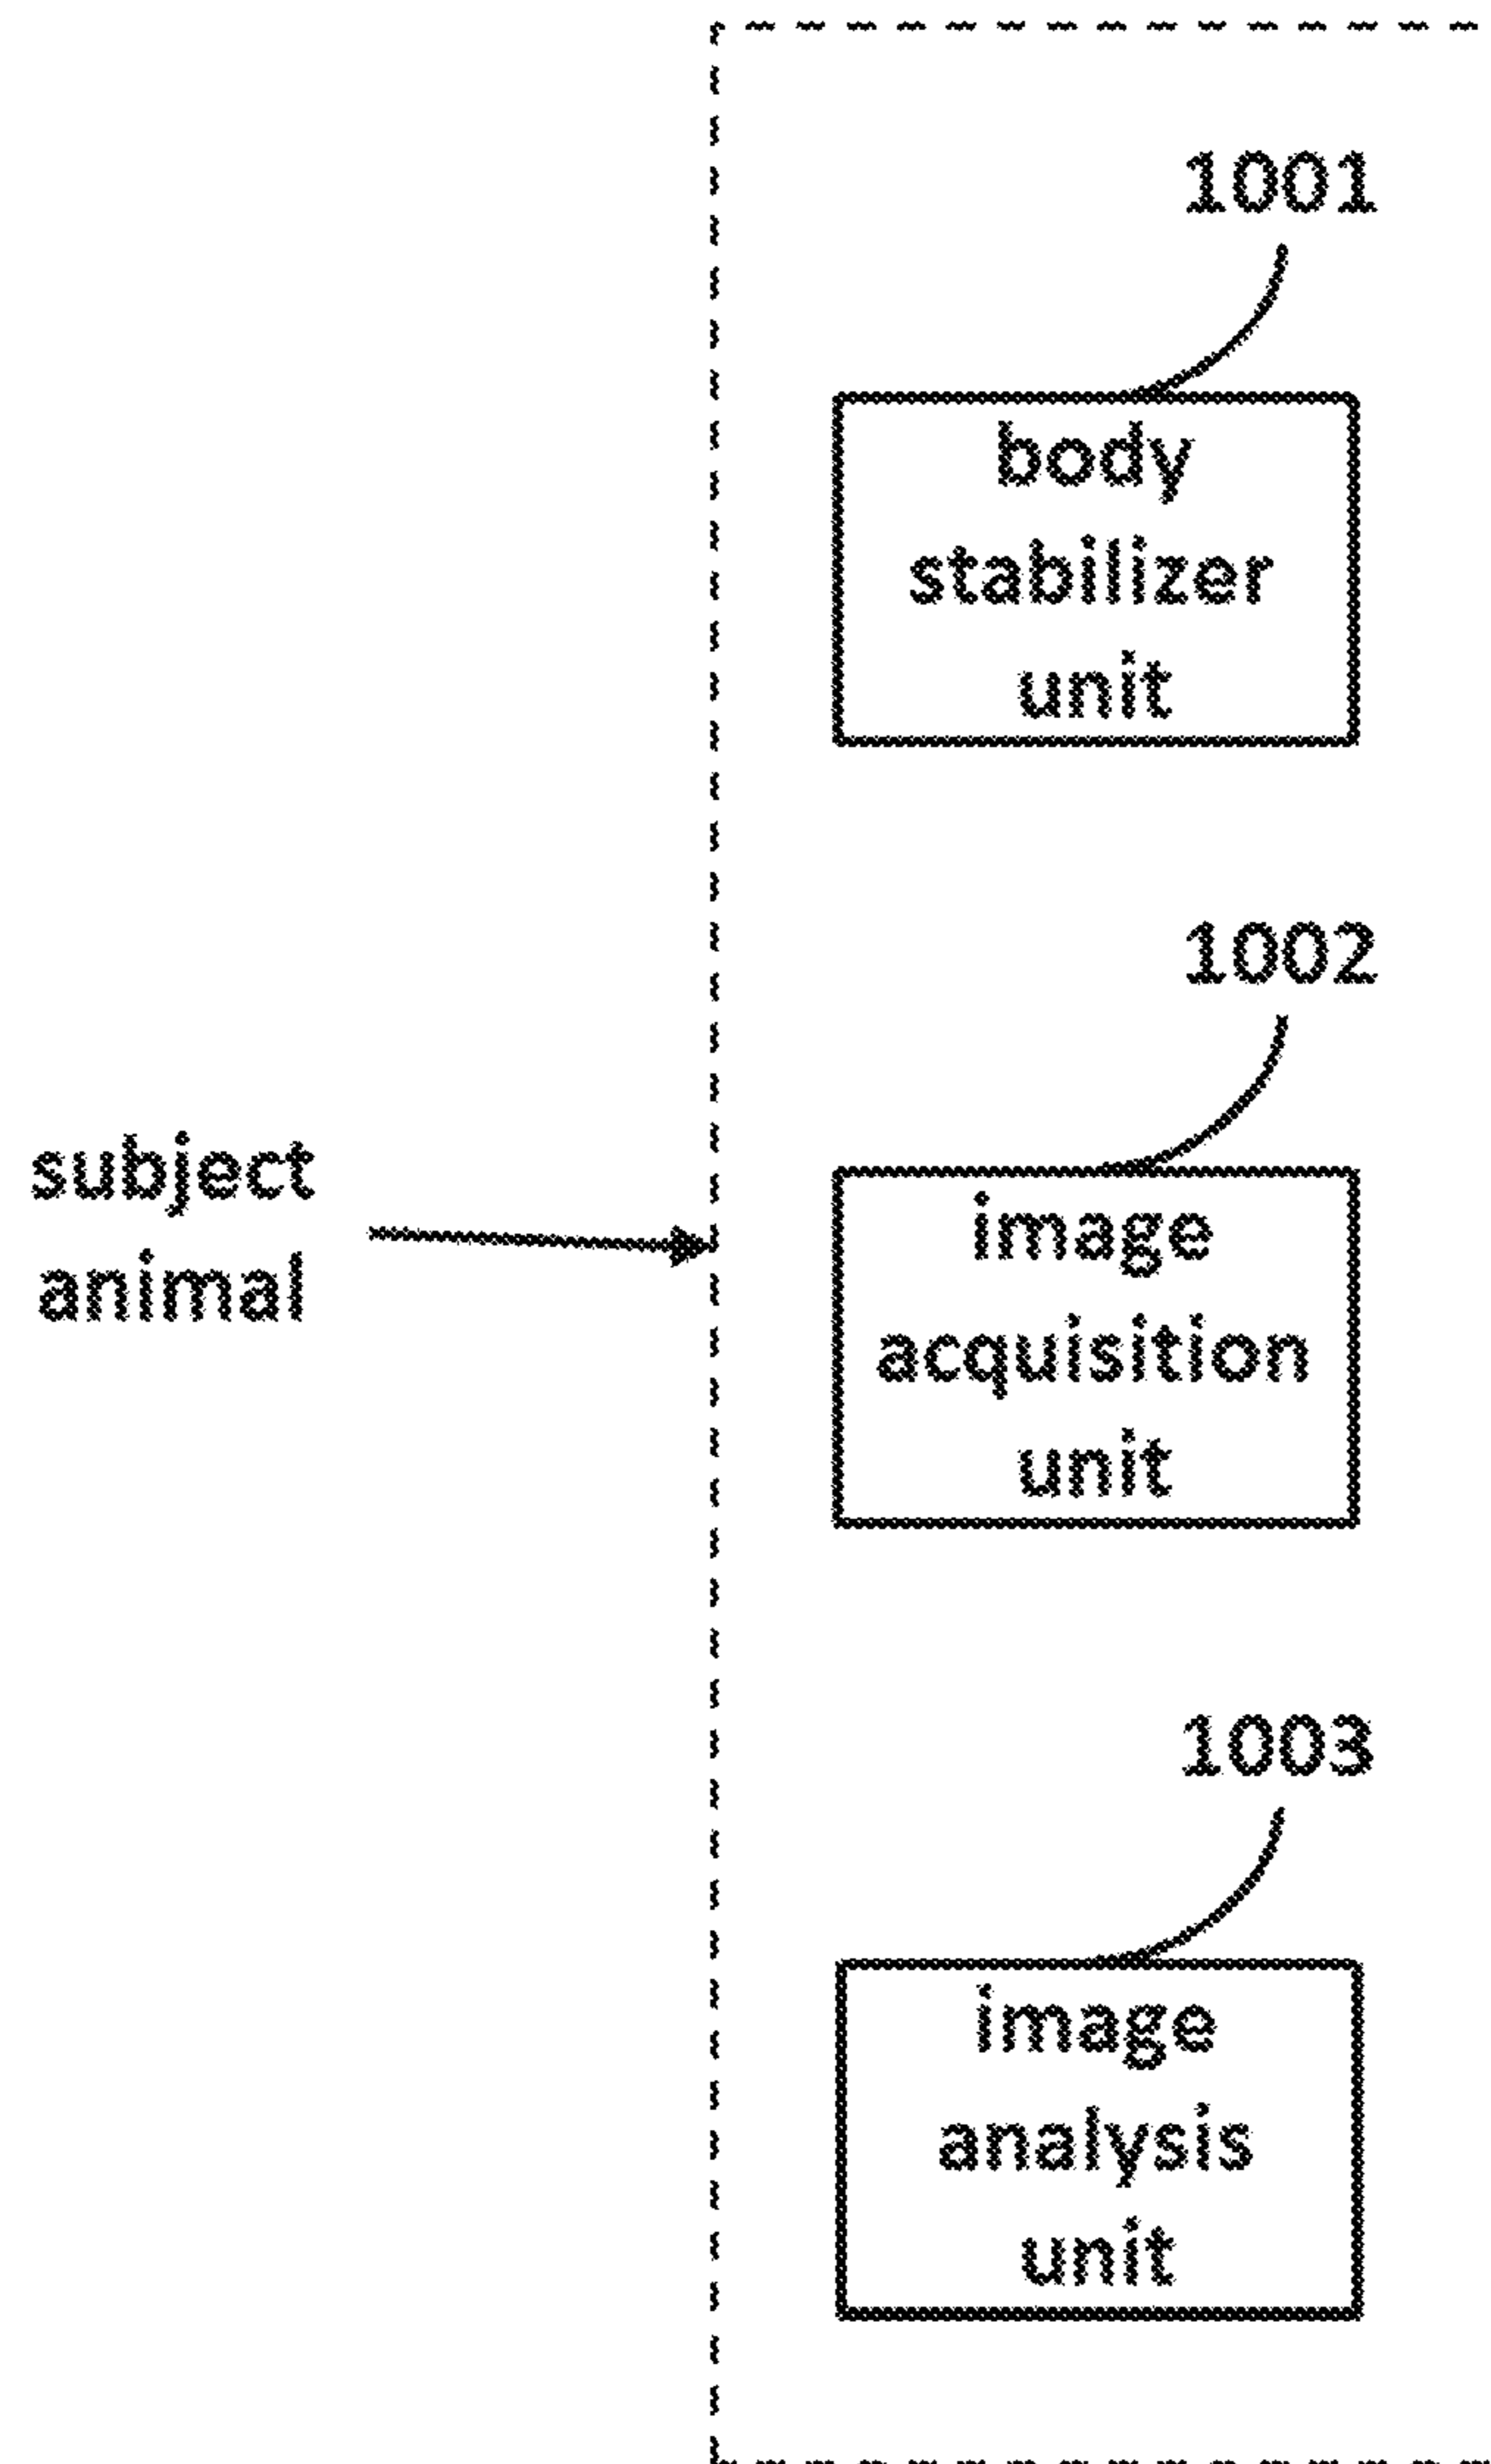 1001
body
stabilizer
unit
1002
subject
animal
image
acquisition
unit
1003
image
analysis
unit